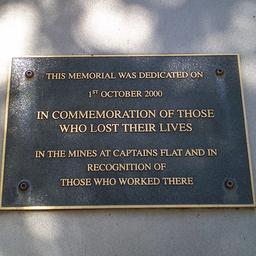 THIS MEMORIAL WAS DEDICATED ON
1ST OCTOBER 2000
IN COMMEMORATION OF THOSE
WHO LOST THEIR LIVES
IN THE MINES AT CAPTAINS FLAT AND IN
RECOGNITION OF
THOSE WHO WORKED THERE